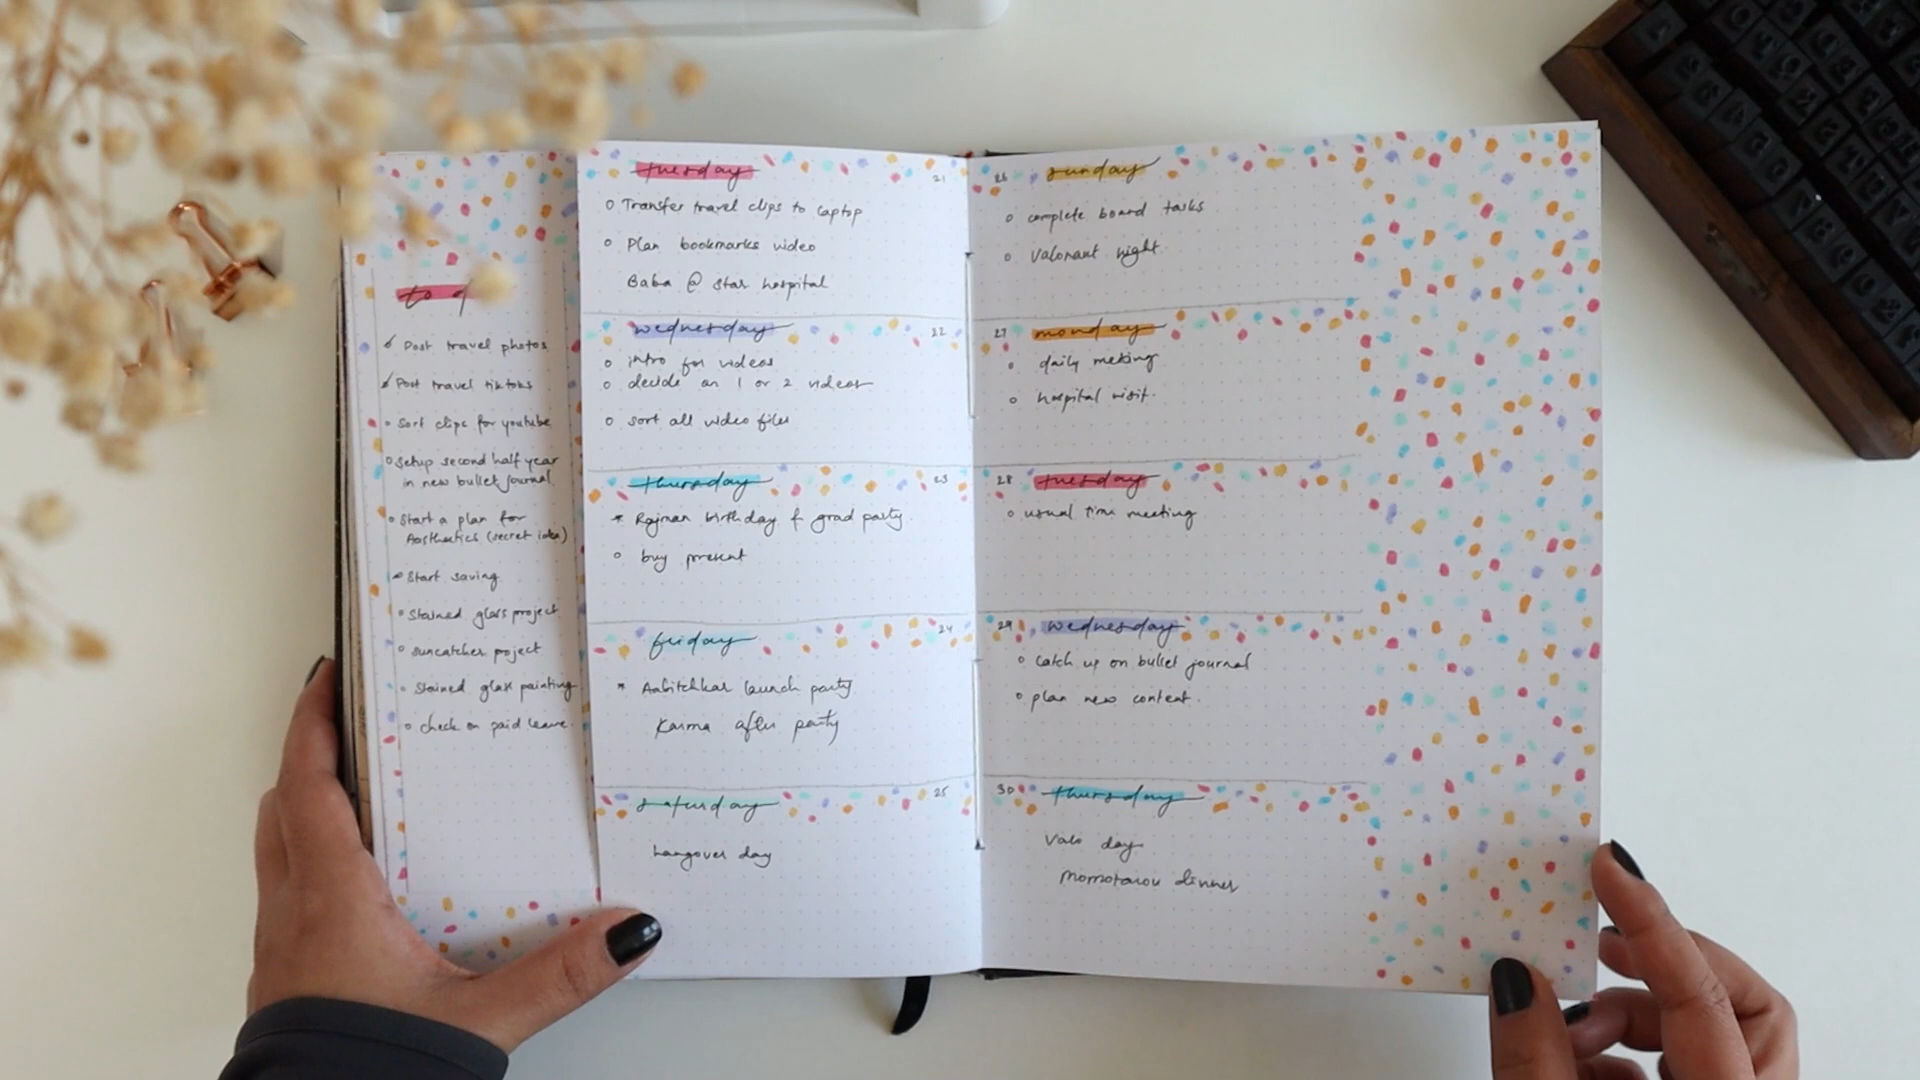 to d
Post travel photos
Post travel tiktoks
Sort clips for youtube
Setup second half year
in new bullet journal
Start a plan for
Aesthetics (secret idea)
Start saving
Stained glass project
suncatcher project
Stained glass painting
check on paid leave.
tuesday 21
Transfer travel clips to laptop
Plan bookmarks video
Baba @ star hospital
wednesday 22
intro for videos
decide on 1 or 2 videos
sort all video files
thursday 23
birthday & grad party
buy present
friday 24
launch party
Karma after party
saturday 25
hangover day
26 sunday
complete board tasks
Valorant night
27 monday
daily meeting
hospital visit.
28 tuesday
usual time meeting
29 wednesday
catch up on bullet journal
plan new content.
30 thursday
Valo day
Momotarou dinner